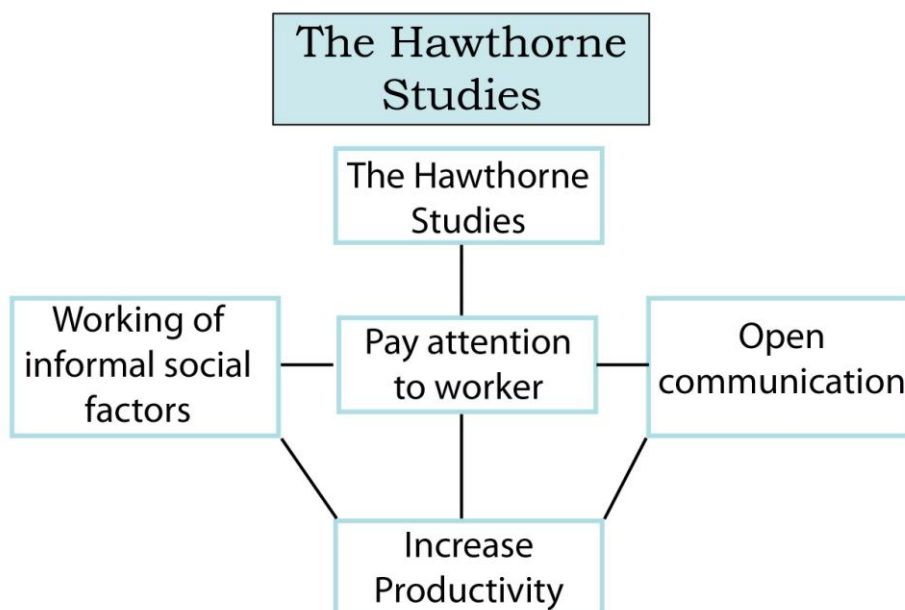 The Hawthorne
Studies
The Hawthorne
Studies
Working of
informal social
factors
Pay attention
to worker
Open
communication
Increase
Productivity